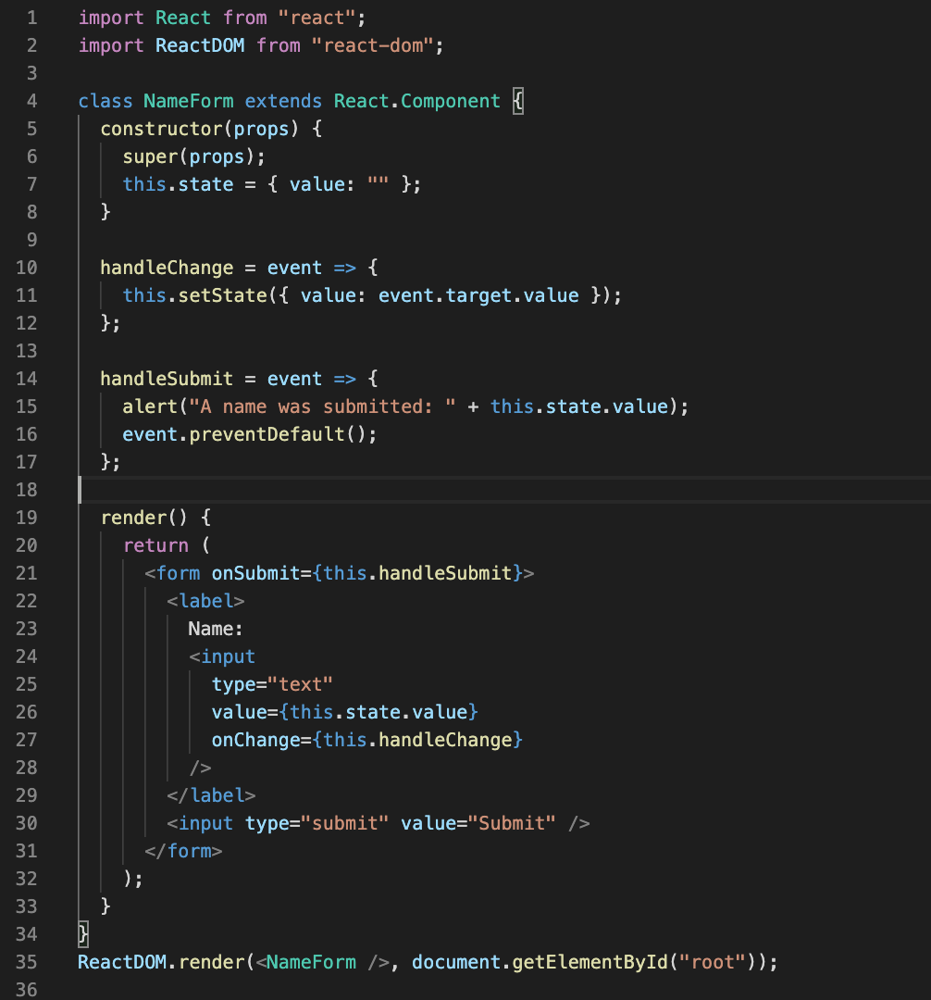 1 import React from "react";
2 import ReactDOM from "react-dom";
3
4 class NameForm extends React.Component {
5   constructor(props) {
6     super(props);
7     this.state = { value: "" };
8   }
9
10   handleChange = event => {
11     this.setState({ value: event.target.value });
12   };
13
14   handleSubmit = event => {
15     alert("A name was submitted: " + this.state.value);
16     event.preventDefault();
17   };
18
19   render() {
20     return (
21       <form onSubmit={this.handleSubmit}>
22         <label>
23           Name:
24           <input
25             type="text"
26             value={this.state.value}
27             onChange={this.handleChange}
28           />
29         </label>
30         <input type="submit" value="Submit" />
31       </form>
32     );
33   }
34 }
35 ReactDOM.render(<NameForm />, document.getElementById("root"));
36